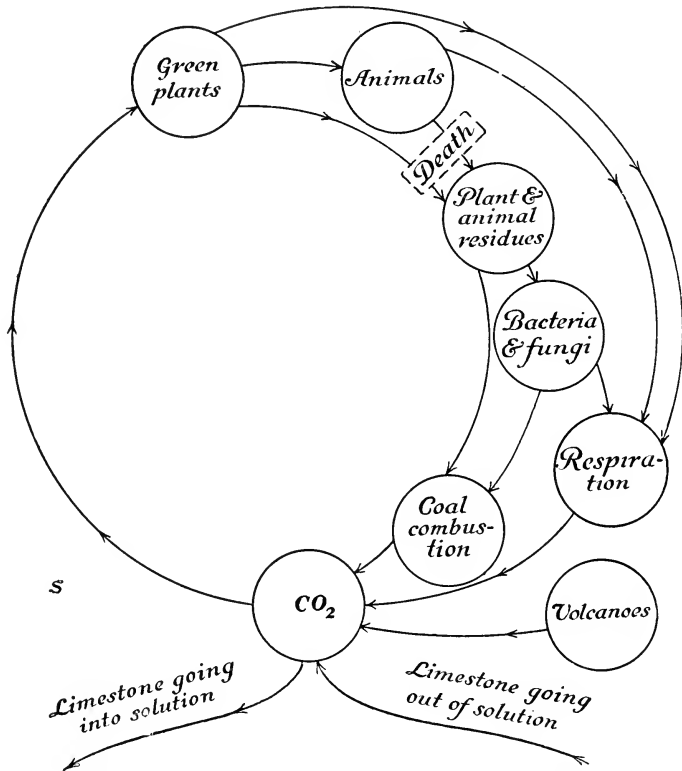 Green
plants
Animals
Death
Plant &
animal
residues
Bacteria
& fungi
Respira-
tion
Coal
combus-
tion
CO₂
Volcanoes
S
Limestone going
into solution
Limestone going
out of solution